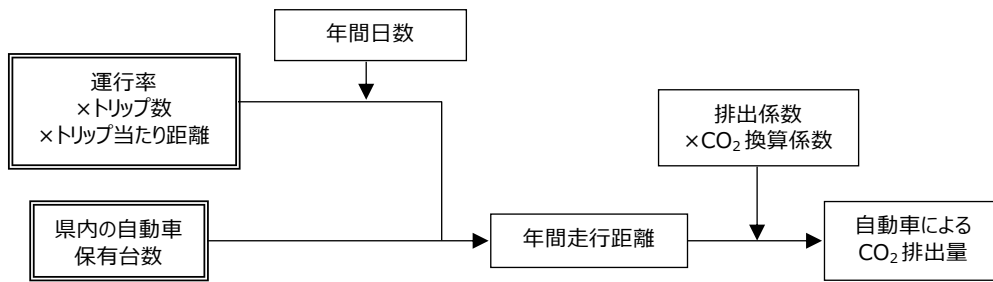 年間日数
運行率
×トリップ数
×トリップ当たり距離
排出係数
×CO₂換算係数
県内の自動車
保有台数
年間走行距離
自動車による
CO₂排出量